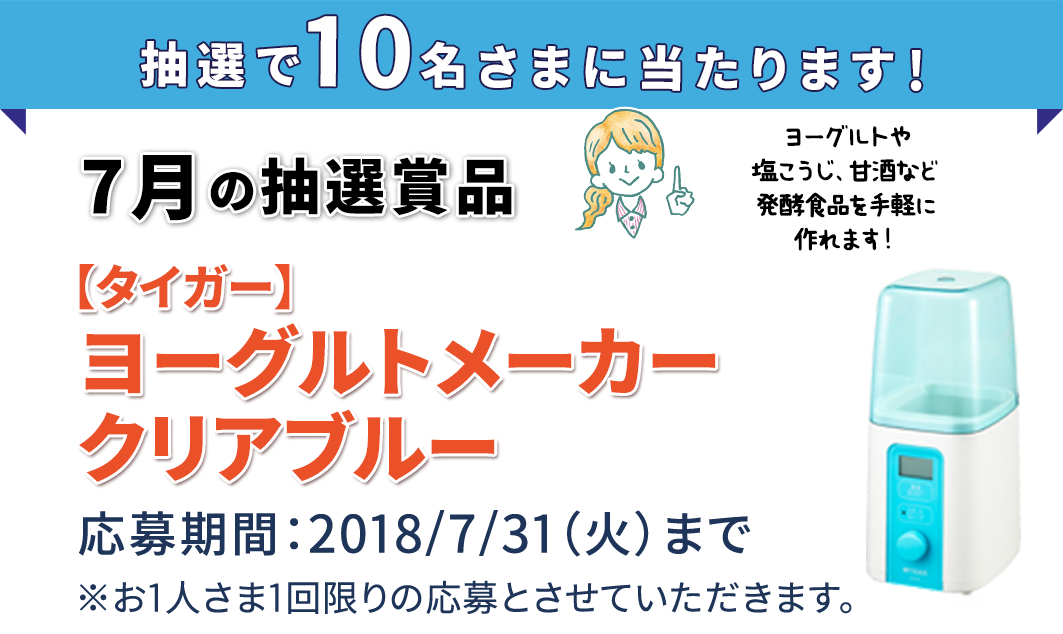 抽選で10名さまに当たります！
7月の抽選賞品
ヨーグルトや
塩こうじ、甘酒など
発酵食品を手軽に
作れます！
【タイガー】
ヨーグルトメーカー
クリアブルー
応募期間：2018/7/31（火）まで
※お1人さま1回限りの応募とさせていただきます。